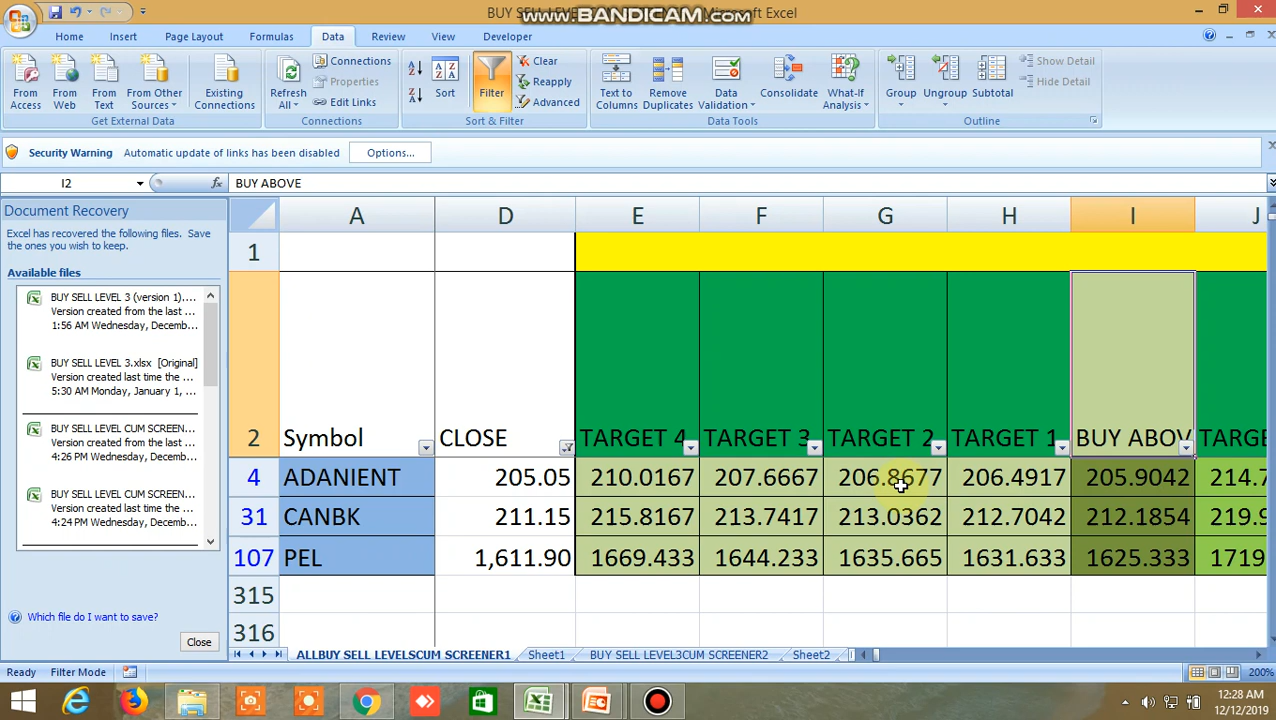 BUY SELL LEVEL
www.BANDICAM.com
Microsoft Excel
Home Insert Page Layout Formulas Data Review View Developer
From Access
From Web
From Text
From Other Sources
Existing Connections
Get External Data
Refresh All
Connections
Properties
Edit Links
Connections
Sort
Filter
Clear
Reapply
Advanced
Sort & Filter
Text to Columns
Remove Duplicates
Data Validation
Consolidate
What-If Analysis
Data Tools
Group
Ungroup
Subtotal
Show Detail
Hide Detail
Outline
Security Warning Automatic update of links has been disabled Options...
I2 fx BUY ABOVE
Document Recovery
Excel has recovered the following files. Save the ones you wish to keep.
Available files
BUY SELL LEVEL 3 (version 1)....
Version created from the last ...
1:56 AM Wednesday, Decemb...
BUY SELL LEVEL 3.xlsx [Original]
Version created last time the ...
5:30 AM Monday, January 1, ...
BUY SELL LEVEL CUM SCREEN...
Version created from the last ...
4:26 PM Wednesday, Decemb...
BUY SELL LEVEL CUM SCREEN...
Version created last time the ...
4:24 PM Wednesday, Decemb...
Which file do I want to save?
Close
A D E F G H I J
1
2 Symbol CLOSE TARGET 4 TARGET 3 TARGET 2 TARGET 1 BUY ABOV TARGE
4 ADANIENT 205.05 210.0167 207.6667 206.8677 206.4917 205.9042 214.7
31 CANBK 211.15 215.8167 213.7417 213.0362 212.7042 212.1854 219.9
107 PEL 1,611.90 1669.433 1644.233 1635.665 1631.633 1625.333 1719
315
316
ALLBUY SELL LEVELSCUM SCREENER1 Sheet1 BUY SELL LEVEL3CUM SCREENER2 Sheet2
Ready Filter Mode 200%
12:28 AM
12/12/2019